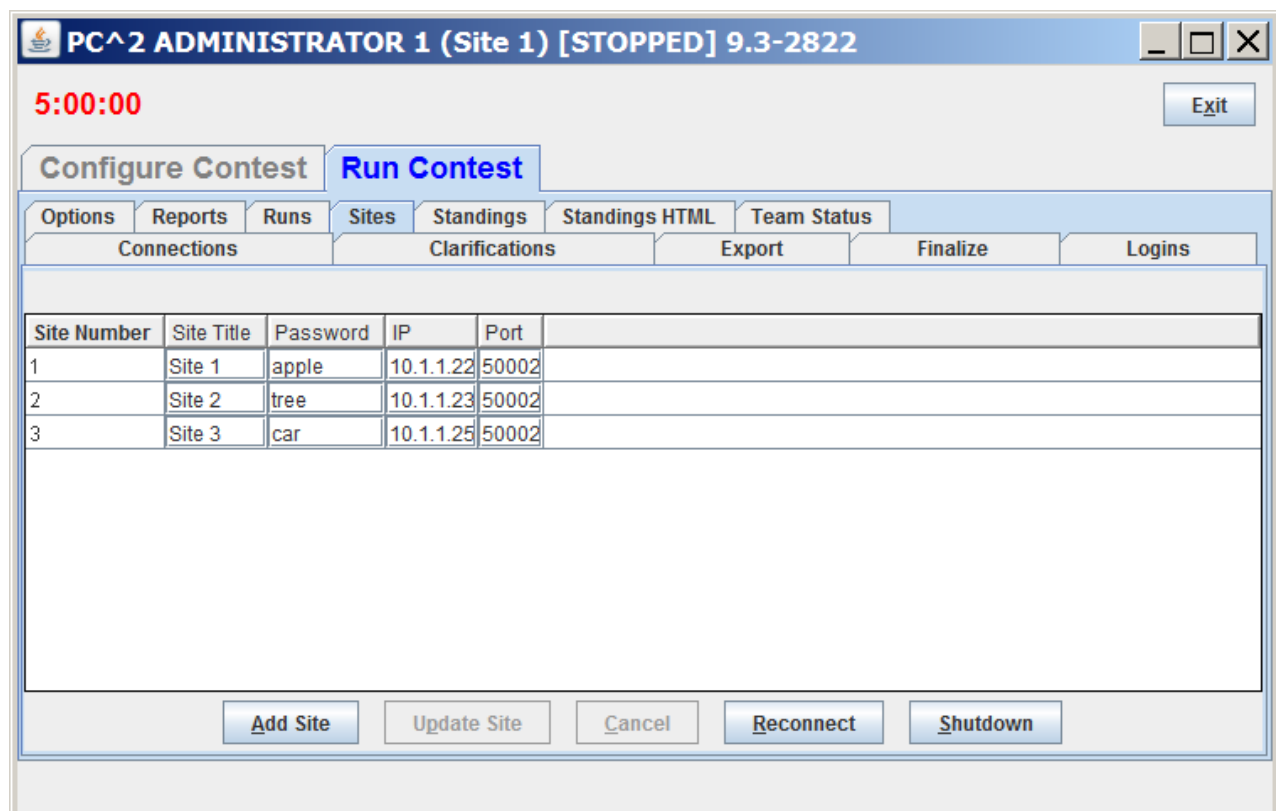 PC^2 ADMINISTRATOR 1 (Site 1) [STOPPED] 9.3-2822
5:00:00
Exit
Configure Contest Run Contest
Options Reports Runs Sites Standings Standings HTML Team Status
Connections Clarifications Export Finalize Logins
Site Number Site Title Password IP Port
1 Site 1 apple 10.1.1.22 50002
2 Site 2 tree 10.1.1.23 50002
3 Site 3 car 10.1.1.25 50002
Add Site Update Site Cancel Reconnect Shutdown